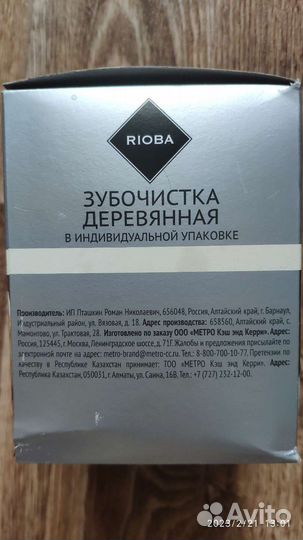 RIOBA
ЗУБОЧИСТКА
ДЕРЕВЯННАЯ
В ИНДИВИДУАЛЬНОЙ УПАКОВКЕ
Производитель: ИП Пташкин Роман Николаевич, 656048, Россия, Алтайский край, г. Барнаул,
Индустриальный район, ул. Вязовая, д. 18. Адрес производства: 658560, Алтайский край, с.
Мамонтово, ул. Трактовая, 28. Изготовлено по заказу ООО «МЕТРО Кэш энд Керри». Адрес:
Россия, 125445, г. Москва, Ленинградское шоссе, д. 71Г. Жалобы и предложения присылайте по
электронной почте на адрес: metro-brand@metro-cc.ru. Тел.: 8-800-700-10-77. Претензии по
качеству в Республике Казахстан принимает: ТОО «МЕТРО Кэш энд Керри». Адрес:
Республика Казахстан, 050031, г. Алматы, ул. Саина, 16В. Тел.: +7 (727) 232-12-00.
2023/2/21 13:01
Avito